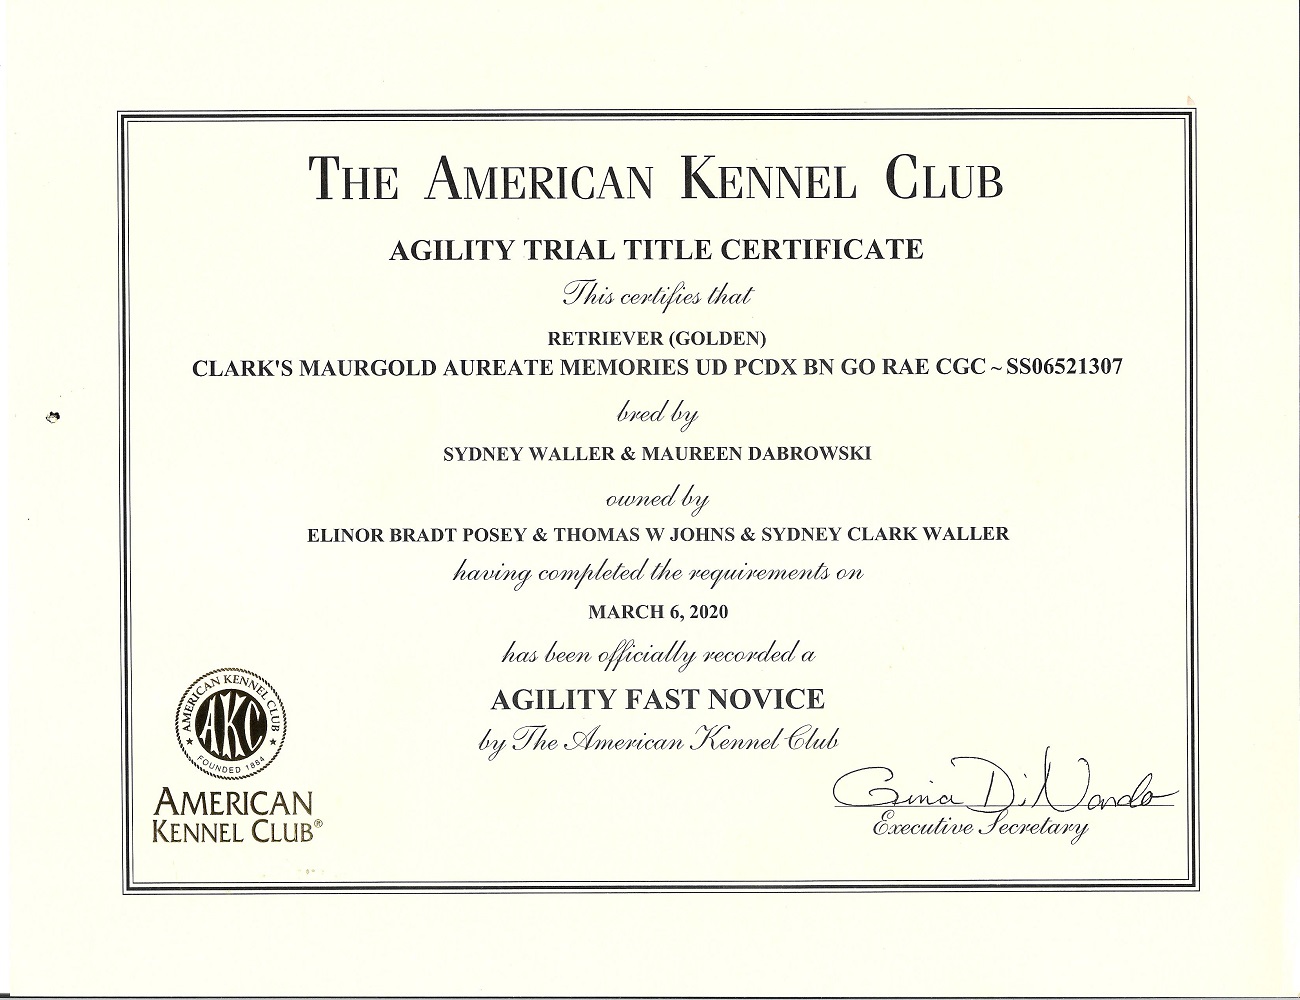 THE AMERICAN KENNEL CLUB
AGILITY TRIAL TITLE CERTIFICATE
This certifies that
RETRIEVER (GOLDEN)
CLARK'S MAURGOLD AUREATE MEMORIES UD PCDX BN GO RAE CGC ~ SS06521307
bred by
SYDNEY WALLER & MAUREEN DABROWSKI
owned by
ELINOR BRADT POSEY & THOMAS W JOHNS & SYDNEY CLARK WALLER
having completed the requirements on
MARCH 6, 2020
has been officially recorded a
AGILITY FAST NOVICE
by The American Kennel Club
AMERICAN KENNEL CLUB
AKC
FOUNDED 1884
AMERICAN
KENNEL CLUB®
Gina DiNardo
Executive Secretary